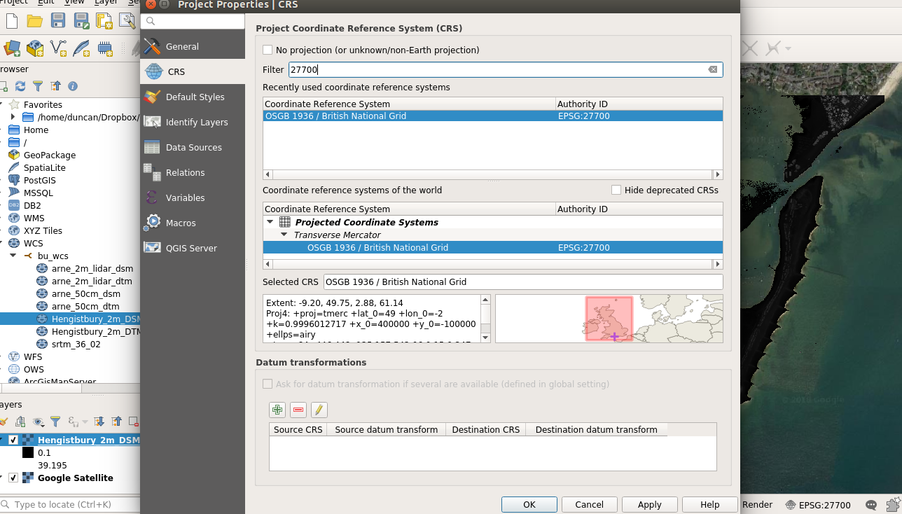 Project Properties | CRS
rowser
Favorites
/home/duncan/Dropbox/
Home
/
GeoPackage
SpatiaLite
PostGIS
MSSQL
DB2
WMS
XYZ Tiles
WCS
bu_wcs
arne_2m_lidar_dsm
arne_2m_lidar_dtm
arne_50cm_dsm
arne_50cm_dtm
Hengistbury_2m_DSM
Hengistbury_2m_DTM
srtm_36_02
WFS
OWS
ArcGisMapServer
ayers
Hengistbury_2m_DSM
0.1
39.195
Google Satellite
Type to locate (Ctrl+K)
General
CRS
Default Styles
Identify Layers
Data Sources
Relations
Variables
Macros
QGIS Server
Project Coordinate Reference System (CRS)
No projection (or unknown/non-Earth projection)
Filter 27700
Recently used coordinate reference systems
Coordinate Reference System Authority ID
OSGB 1936 / British National Grid EPSG:27700
Coordinate reference systems of the world Hide deprecated CRSs
Coordinate Reference System Authority ID
Projected Coordinate Systems
Transverse Mercator
OSGB 1936 / British National Grid EPSG:27700
Selected CRS OSGB 1936 / British National Grid
Extent: -9.20, 49.75, 2.88, 61.14
Proj4: +proj=tmerc +lat_0=49 +lon_0=-2
+k=0.9996012717 +x_0=400000 +y_0=-100000
+ellps=airy
Datum transformations
Ask for datum transformation if several are available (defined in global setting)
Source CRS Source datum transform Destination CRS Destination datum transform
OK Cancel Apply Help
Render EPSG:27700